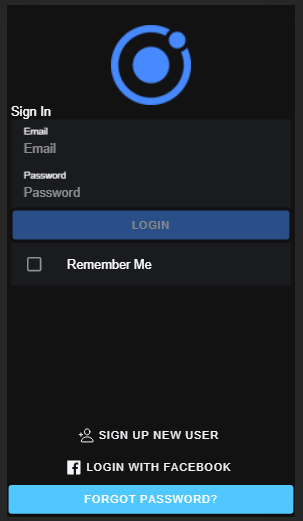 Sign In
Email
Email
Password
Password
LOGIN
Remember Me
SIGN UP NEW USER
LOGIN WITH FACEBOOK
FORGOT PASSWORD?